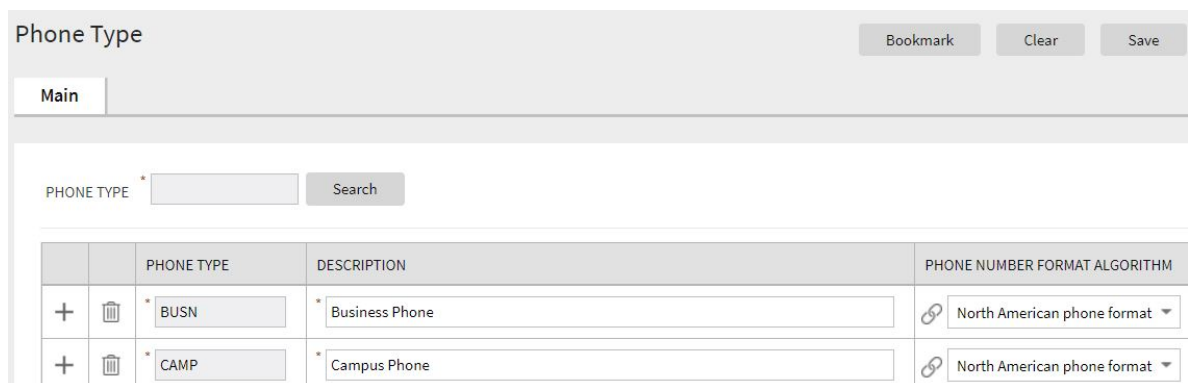 Phone Type
Bookmark Clear Save
Main
PHONE TYPE * Search
PHONE TYPE DESCRIPTION PHONE NUMBER FORMAT ALGORITHM
* BUSN * Business Phone North American phone format
* CAMP * Campus Phone North American phone format